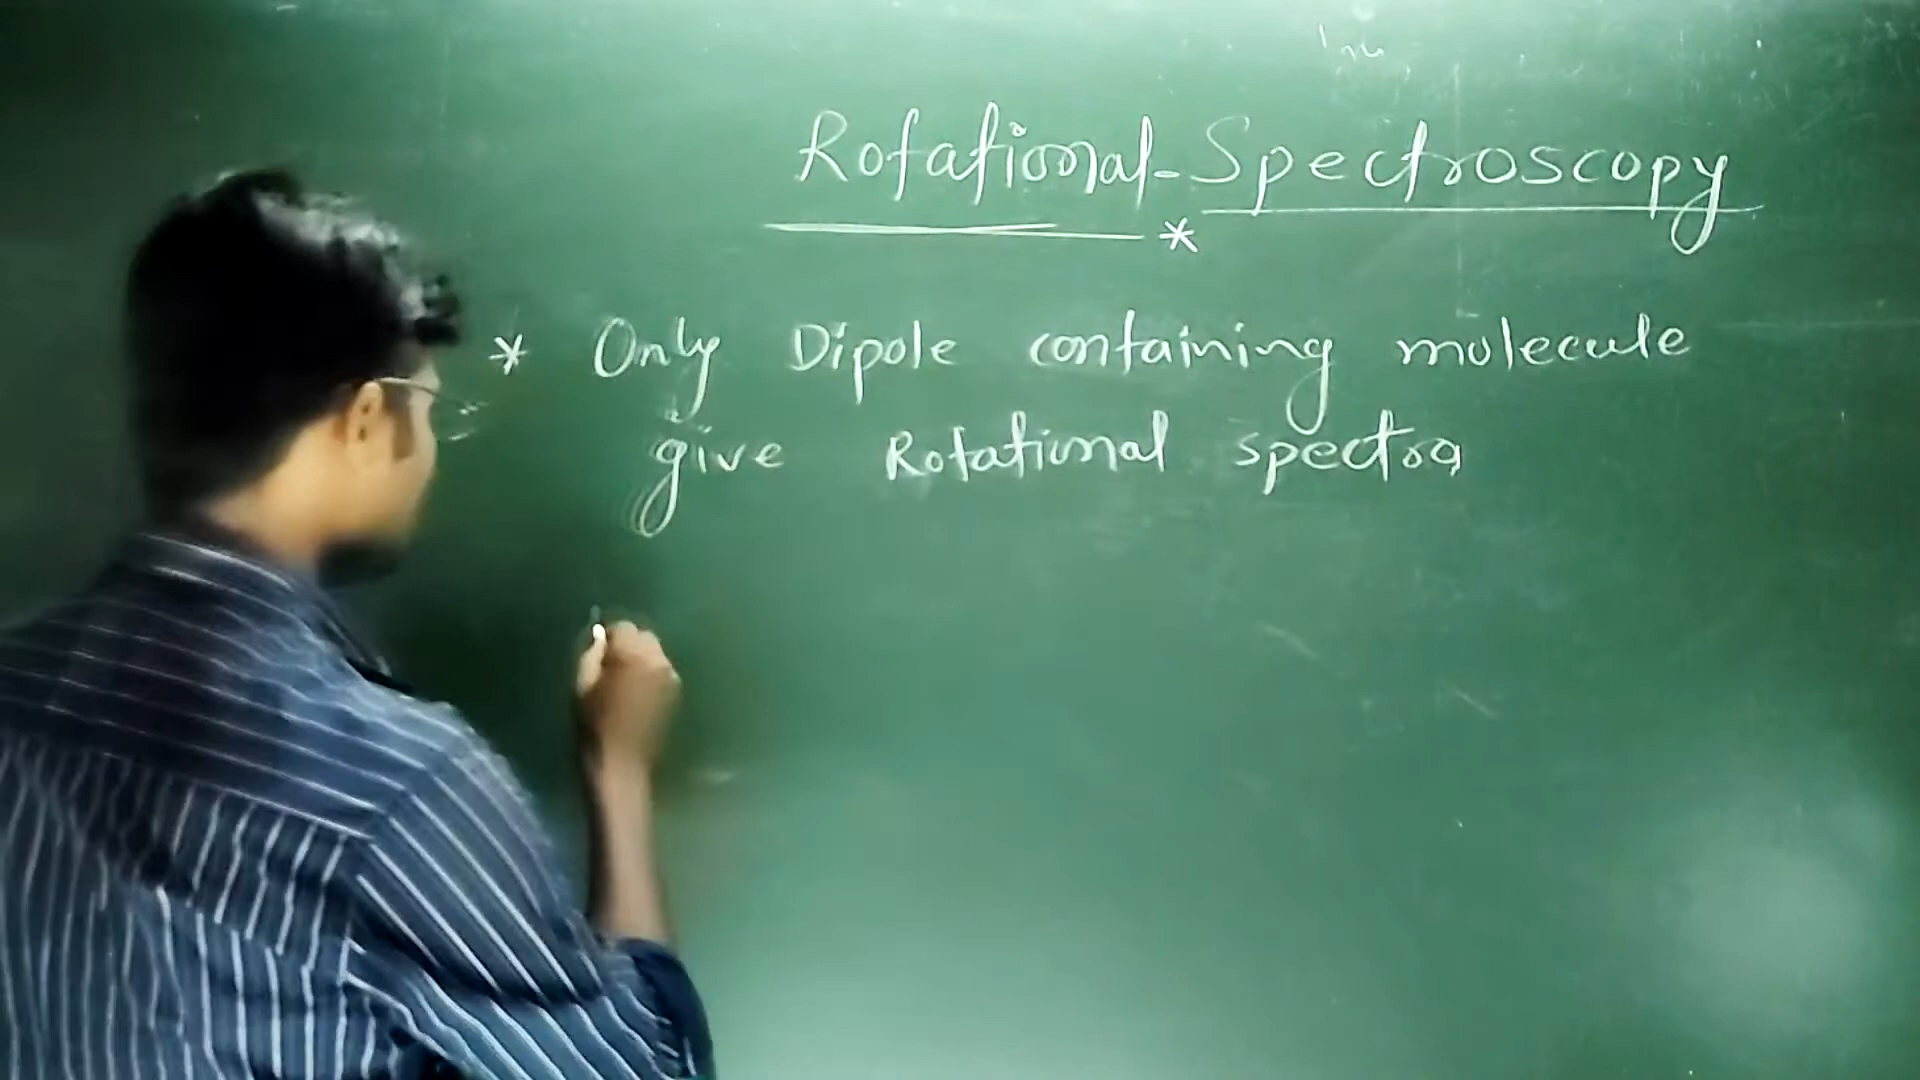 Rotational-Spectroscopy
*
* Only Dipole containing molecule
give Rotational spectra